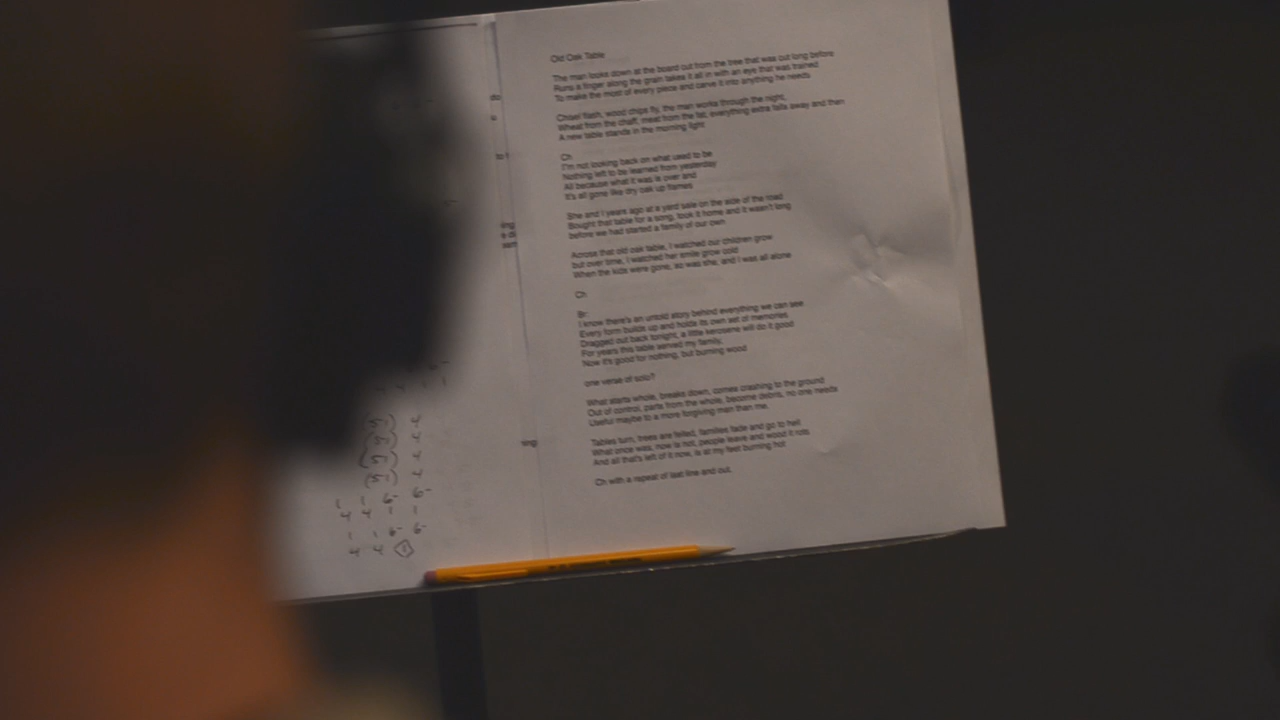 Old Oak Table
The man looks down at the board cut from the tree that was cut long before
Runs a finger along the grain takes it all in with an eye that was trained
To make the most of every piece and carve it into anything he needs
Chisel flash, wood chips fly, the man works through the night,
Wheat from the chaff, meat from the fat, everything extra falls away and then
A new table stands in the morning light
Ch
I'm not looking back on what used to be
Nothing left to be learned from yesterday
All because what it was is over and
It's all gone like dry oak up flames
She and I years ago at a yard sale on the side of the road
Bought that table for a song, took it home and it wasn't long
before we had started a family of our own
Across that old oak table, I watched our children grow
but over time, I watched her smile grow cold
When the kids were gone, so was she, and I was all alone
Ch
Br:
I know there's an untold story behind everything we can see
Every form builds up and holds its own set of memories
Dragged out back tonight, a little kerosene will do it good
For years this table served my family,
Now it's good for nothing, but burning wood
one verse of solo?
What starts whole, breaks down, comes crashing to the ground
Out of control, parts from the whole, become debris, no one needs
Useful maybe to a more forgiving man than me.
Tables turn, trees are felled, families fade and go to hell
What once was, now is not, people leave and wood it rots
And all that's left of it now, is at my feet burning hot
Ch with a repeat of last line and out.